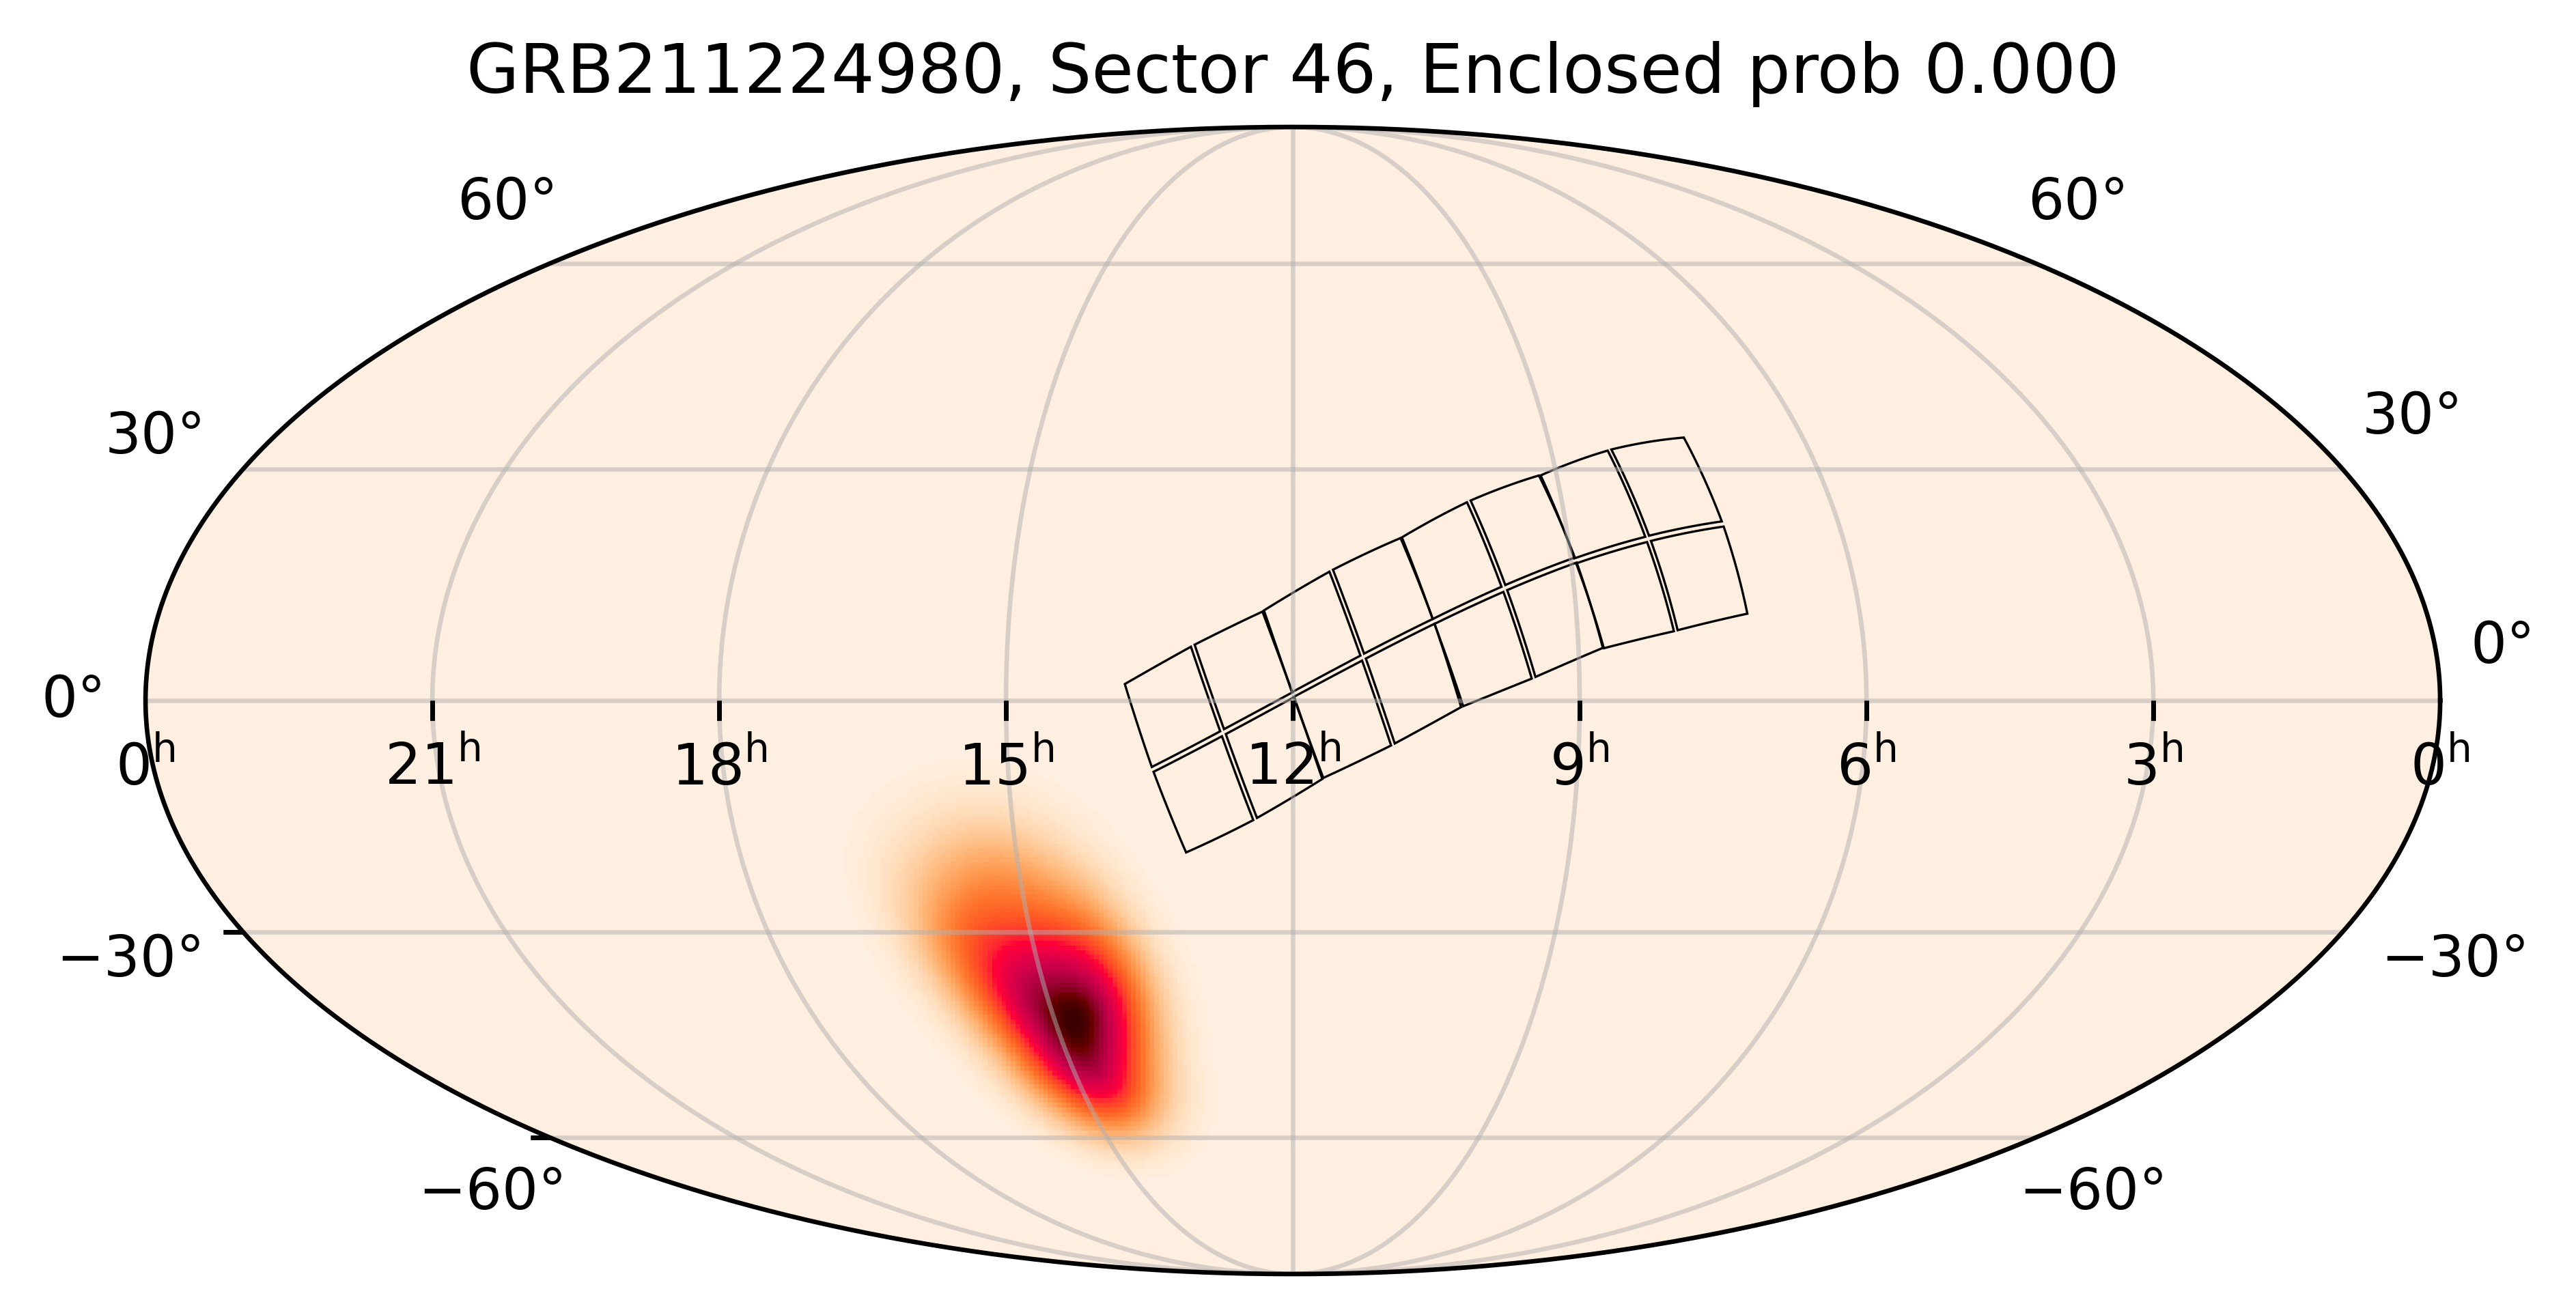 GRB211224980, Sector 46, Enclosed prob 0.000
60° 60°
30° 30°
0° 0°
0ʰ 21ʰ 18ʰ 15ʰ 12ʰ 9ʰ 6ʰ 3ʰ 0ʰ
−30° −30°
−60° −60°